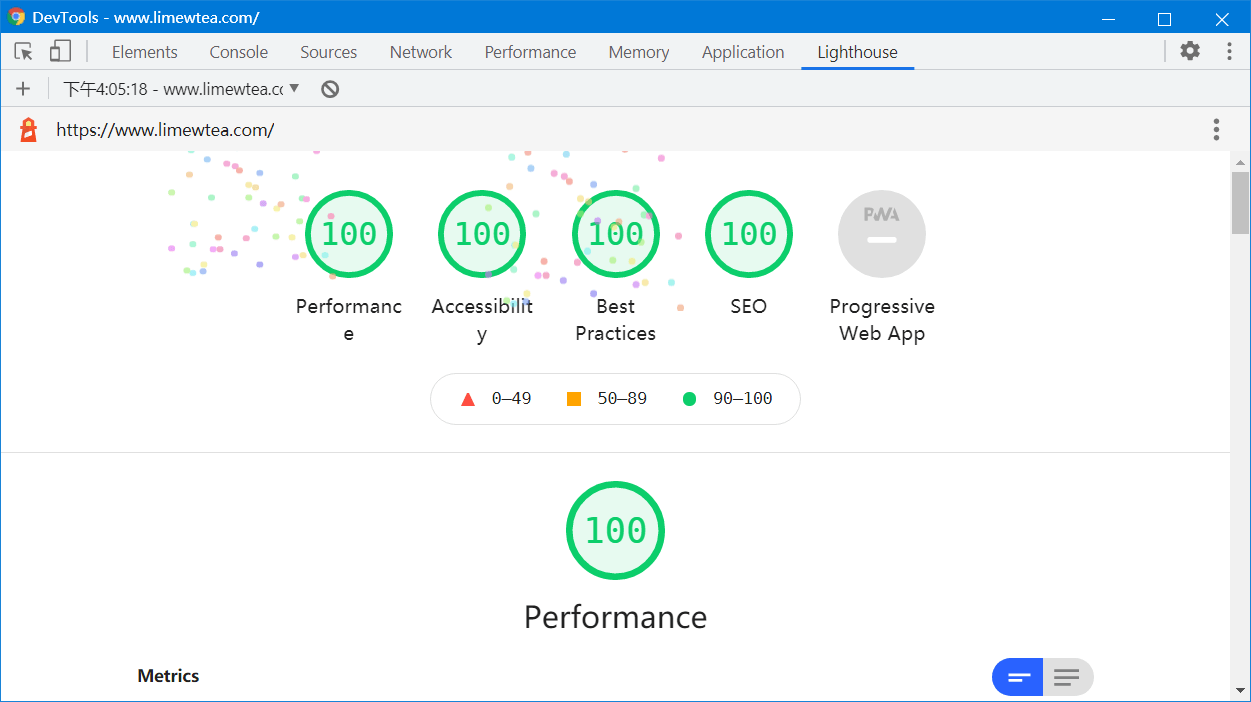 DevTools - www.limewtea.com/
Elements Console Sources Network Performance Memory Application Lighthouse
下午4:05:18 - www.limewtea.cc
https://www.limewtea.com/
100 100 100 100 PWA
Performanc
e
Accessibilit
y
Best
Practices
SEO
Progressive
Web App
0–49 50–89 90–100
100
Performance
Metrics